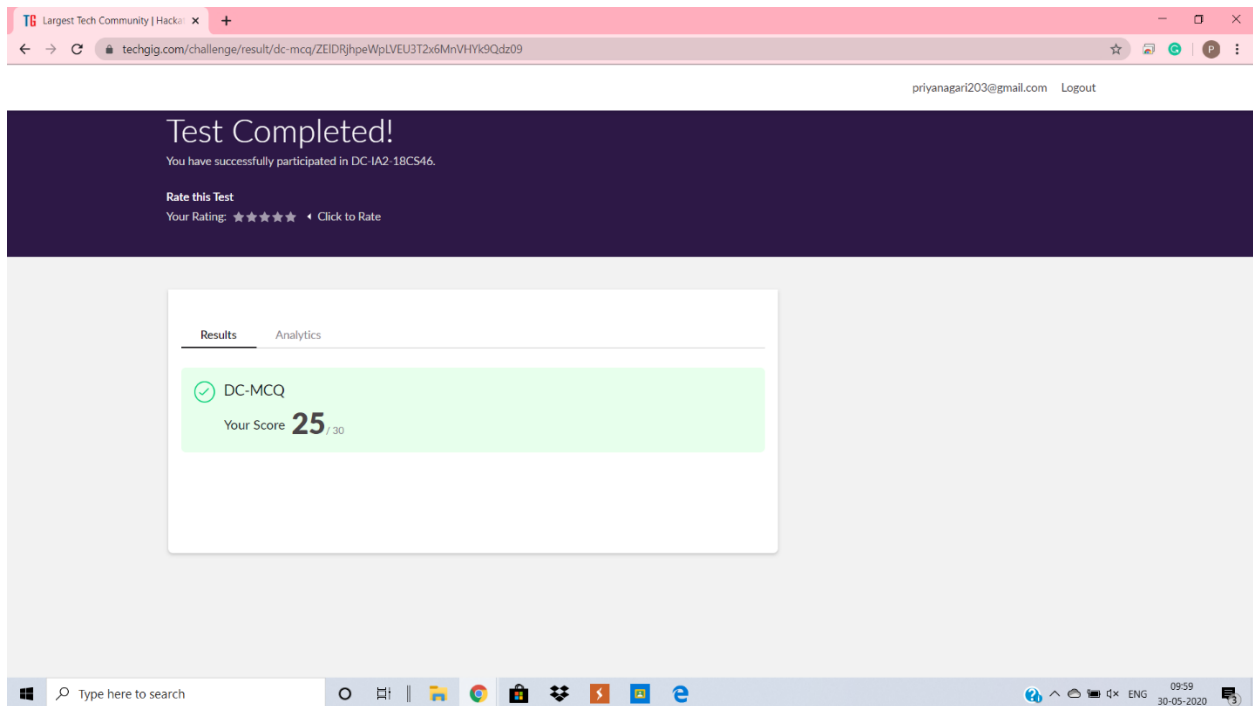 TG Largest Tech Community | Hacka
techgig.com/challenge/result/dc-mcq/ZEIDRjhpeWpLVEU3T2x6MnVHYk9Qdz09
P
priyanagari203@gmail.com Logout
Test Completed!
You have successfully participated in DC-IA2-18CS46.
Rate this Test
Your Rating: Click to Rate
Results Analytics
DC-MCQ
Your Score 25 / 30
Type here to search
ENG
09:59
30-05-2020
3